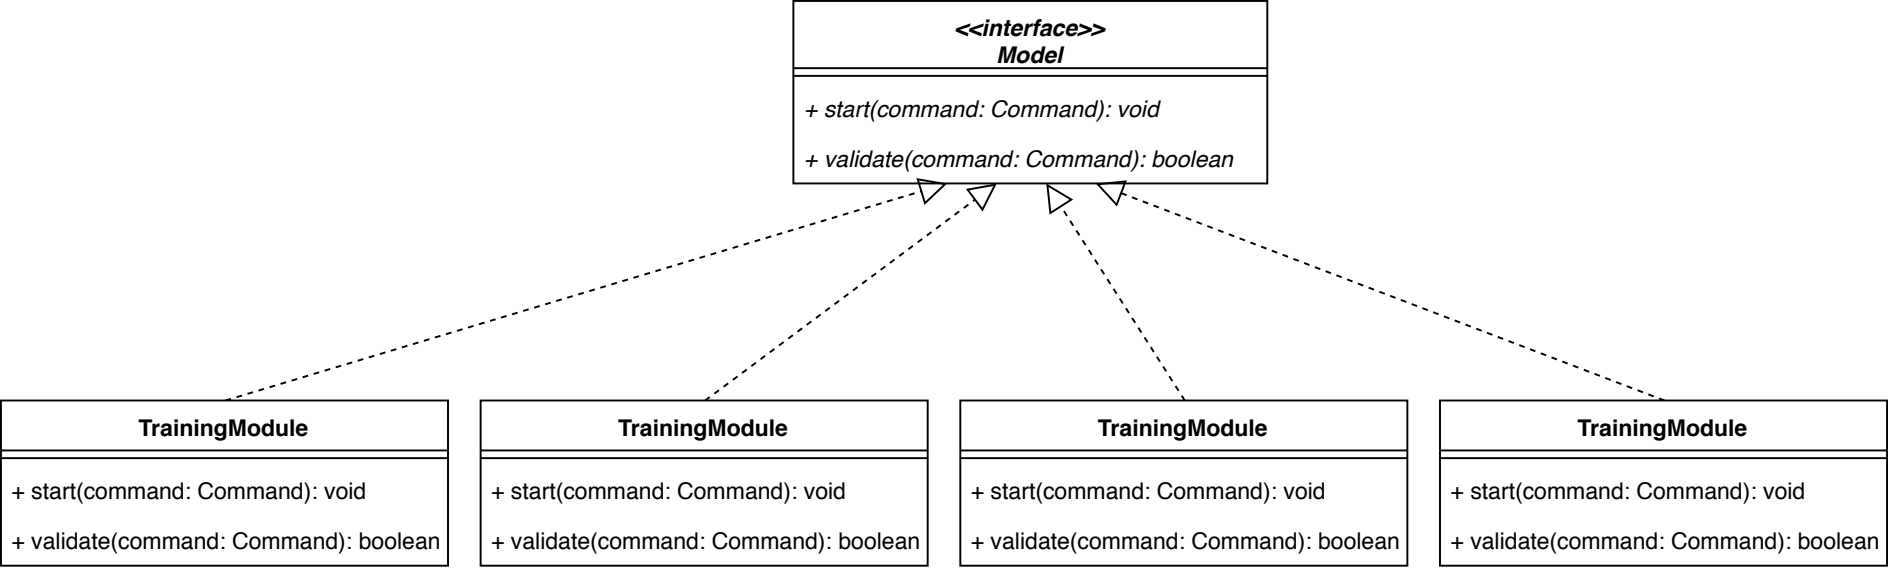 <<interface>>
Model
+ start(command: Command): void
+ validate(command: Command): boolean
TrainingModule
+ start(command: Command): void
+ validate(command: Command): boolean
TrainingModule
+ start(command: Command): void
+ validate(command: Command): boolean
TrainingModule
+ start(command: Command): void
+ validate(command: Command): boolean
TrainingModule
+ start(command: Command): void
+ validate(command: Command): boolean